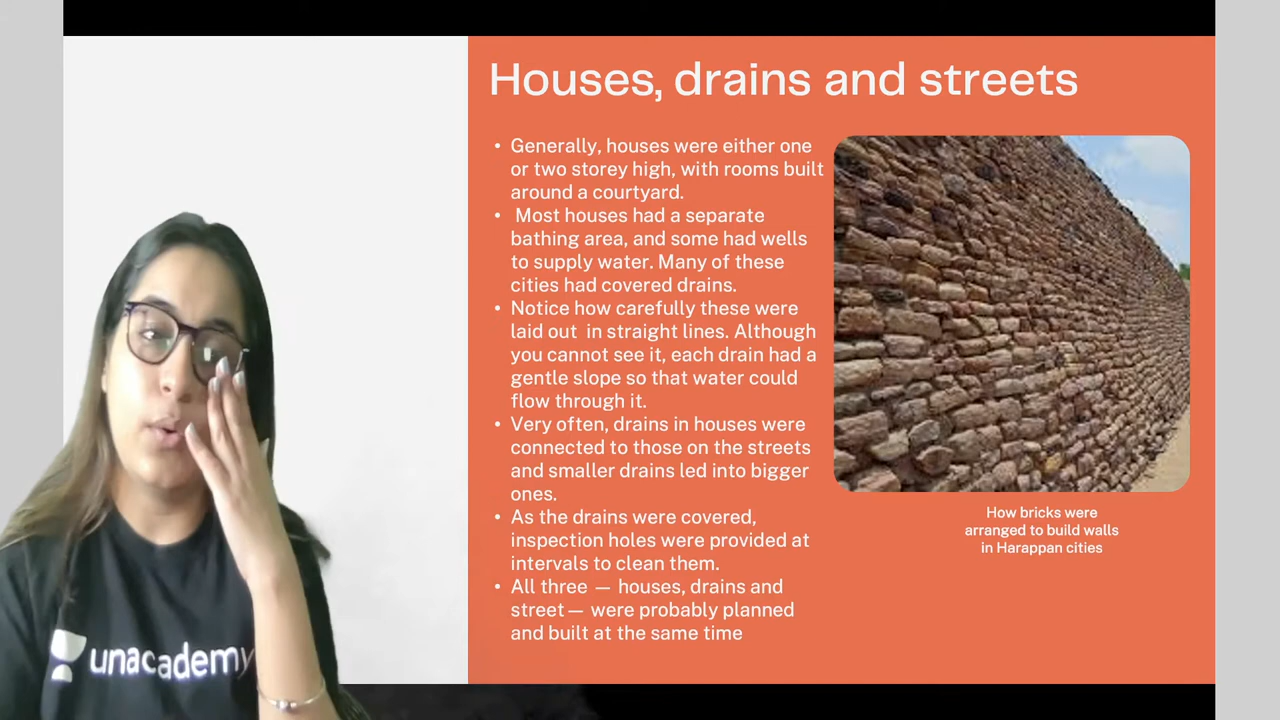 Houses, drains and streets
• Generally, houses were either one
or two storey high, with rooms built
around a courtyard.
• Most houses had a separate
bathing area, and some had wells
to supply water. Many of these
cities had covered drains.
• Notice how carefully these were
laid out in straight lines. Although
you cannot see it, each drain had a
gentle slope so that water could
flow through it.
• Very often, drains in houses were
connected to those on the streets
and smaller drains led into bigger
ones.
• As the drains were covered,
inspection holes were provided at
intervals to clean them.
• All three — houses, drains and
street— were probably planned
and built at the same time
How bricks were
arranged to build walls
in Harappan cities
unacademy